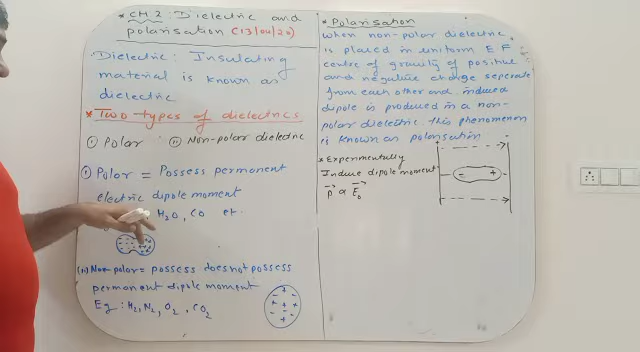 * CH 2: Dielectric and
polarisation (13/04/23)
Dielectric: Insulating
material is known as
dielectric
* Two types of dielectrics
(i) Polar (ii) Non-polar dielectric
(i) Polar = Possess permanent
electric dipole moment
H2O, CO et.
(ii) Non-polar = possess does not possess
permanent dipole moment
Eg: H2, N2, O2, CO2
* Polarisation
When non-polar dielectric
is placed in uniform E F
centre of gravity of positive
and negative charge seperate
from each other and induced
dipole is produced in a non-
polar dielectric this phenomenon
is known as polarisation
* Experimentally
Induce dipole moment
P ∝ E0